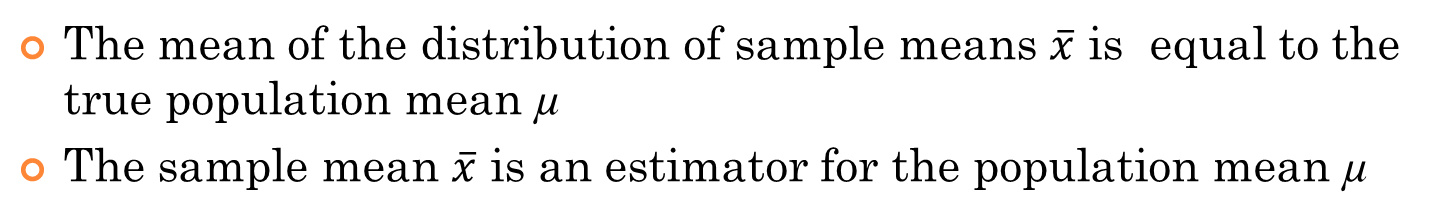 The mean of the distribution of sample means x̄ is  equal to the
true population mean μ
The sample mean x̄ is an estimator for the population mean μ